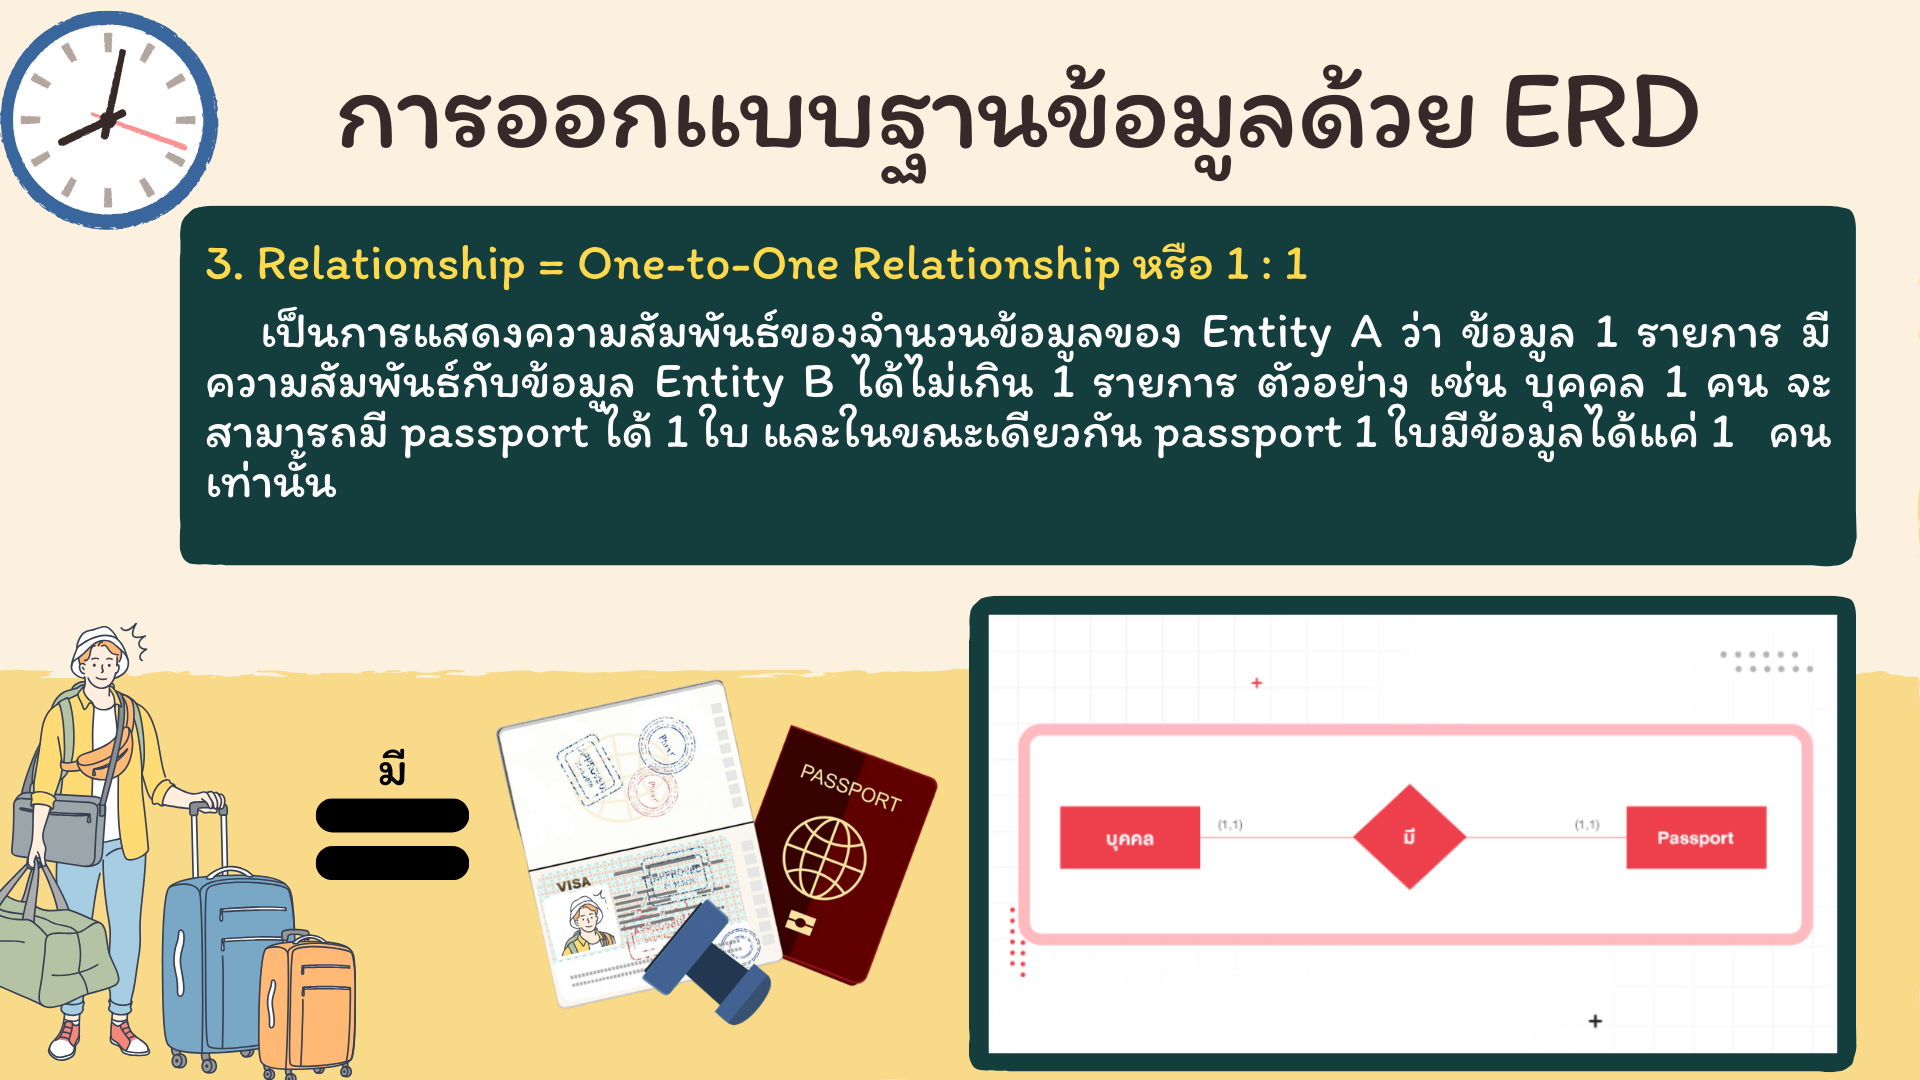 การออกแบบฐานข้อมูลด้วย ERD
3. Relationship = One-to-One Relationship หรือ 1 : 1
เป็นการแสดงความสัมพันธ์ของจำนวนข้อมูลของ Entity A ว่า ข้อมูล 1 รายการ มี
ความสัมพันธ์กับข้อมูล Entity B ได้ไม่เกิน 1 รายการ ตัวอย่าง เช่น บุคคล 1 คน จะ
สามารถมี passport ได้ 1 ใบ และในขณะเดียวกัน passport 1 ใบมีข้อมูลได้แค่ 1 คน
เท่านั้น
มี
PASSPORT
VISA
บุคคล
(1,1)
มี
(1,1)
Passport